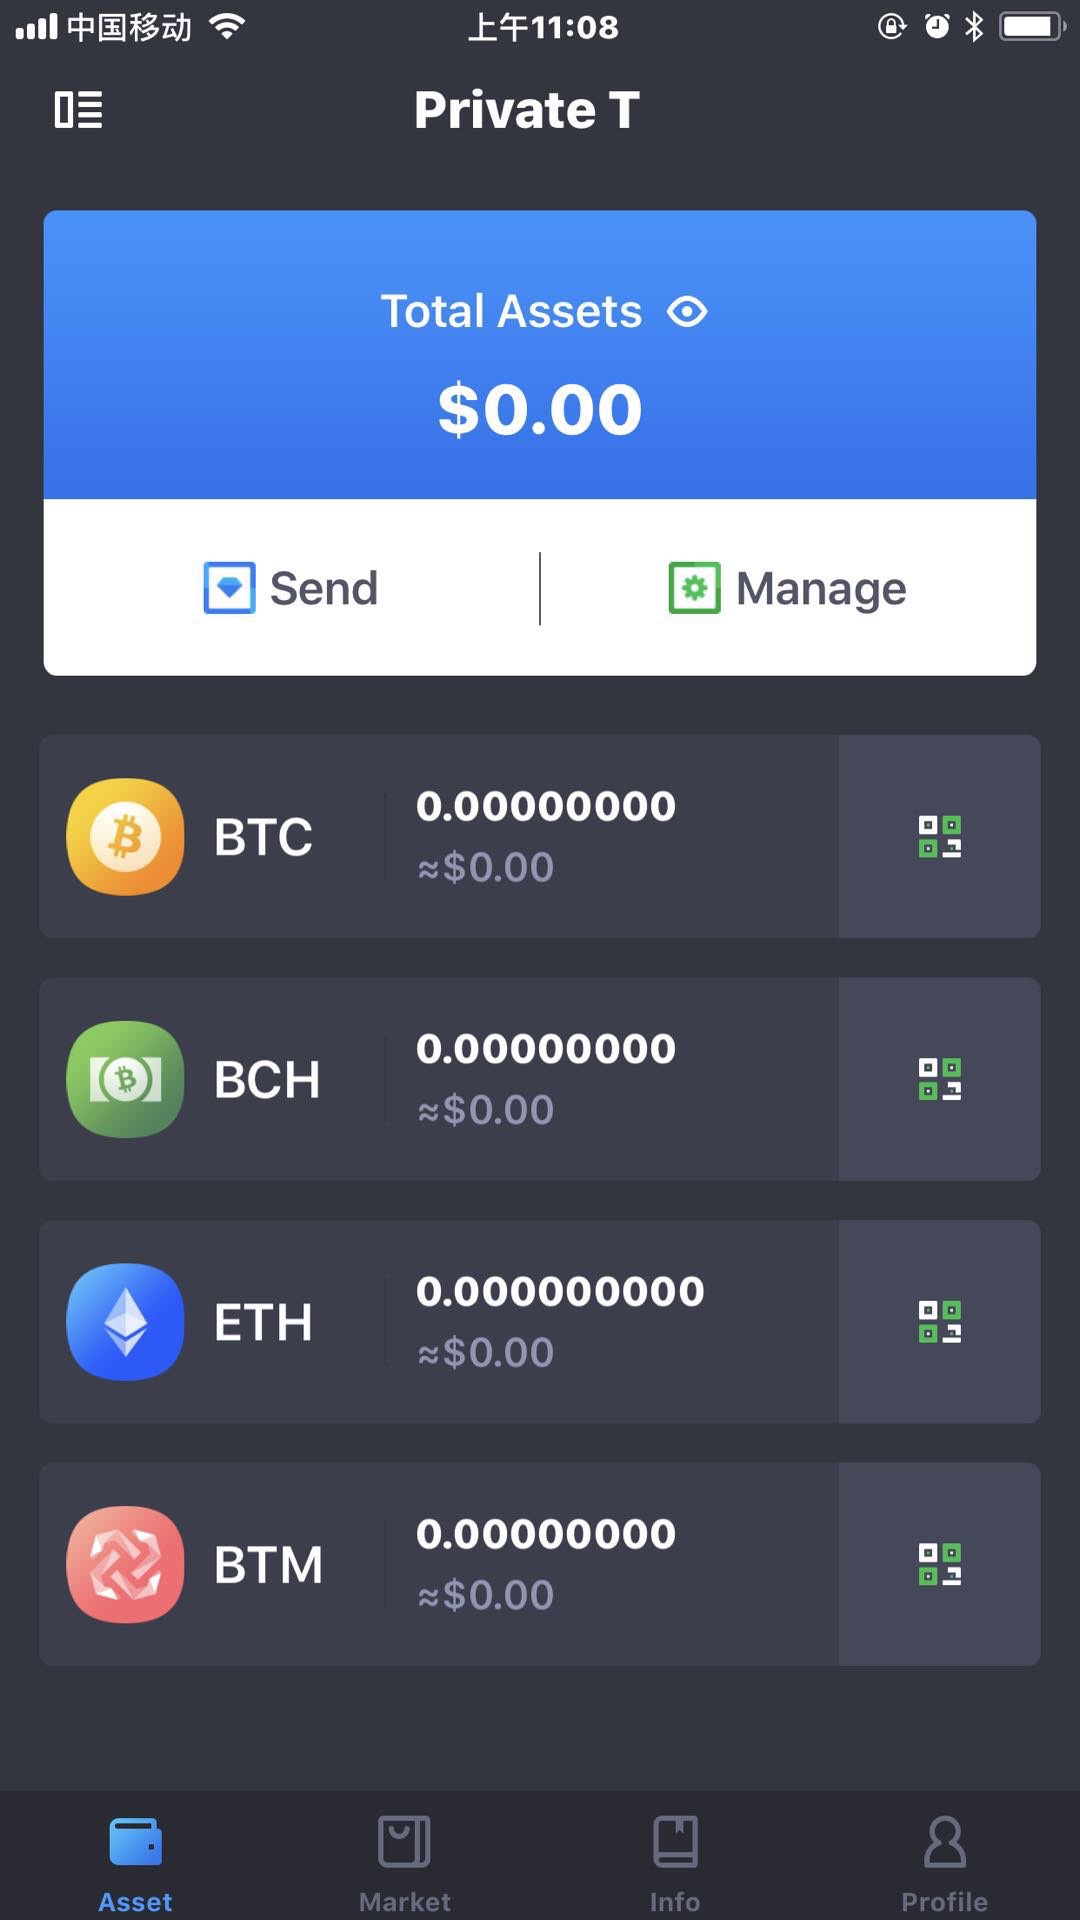 中国移动
上午11:08
Private T
Total Assets
$0.00
Send
Manage
BTC
0.00000000
≈$0.00
BCH
0.00000000
≈$0.00
ETH
0.000000000
≈$0.00
BTM
0.00000000
≈$0.00
Asset
Market
Info
Profile